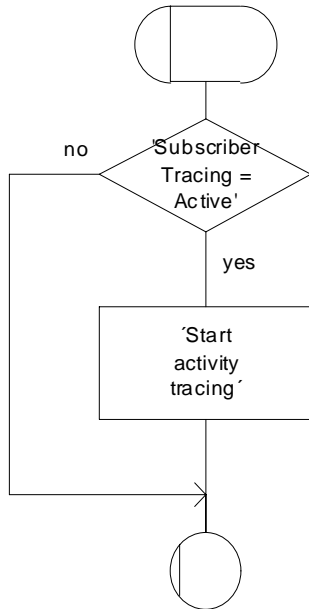 'Subscriber
Tracing =
Active'
no
yes
´Start
activity
tracing´